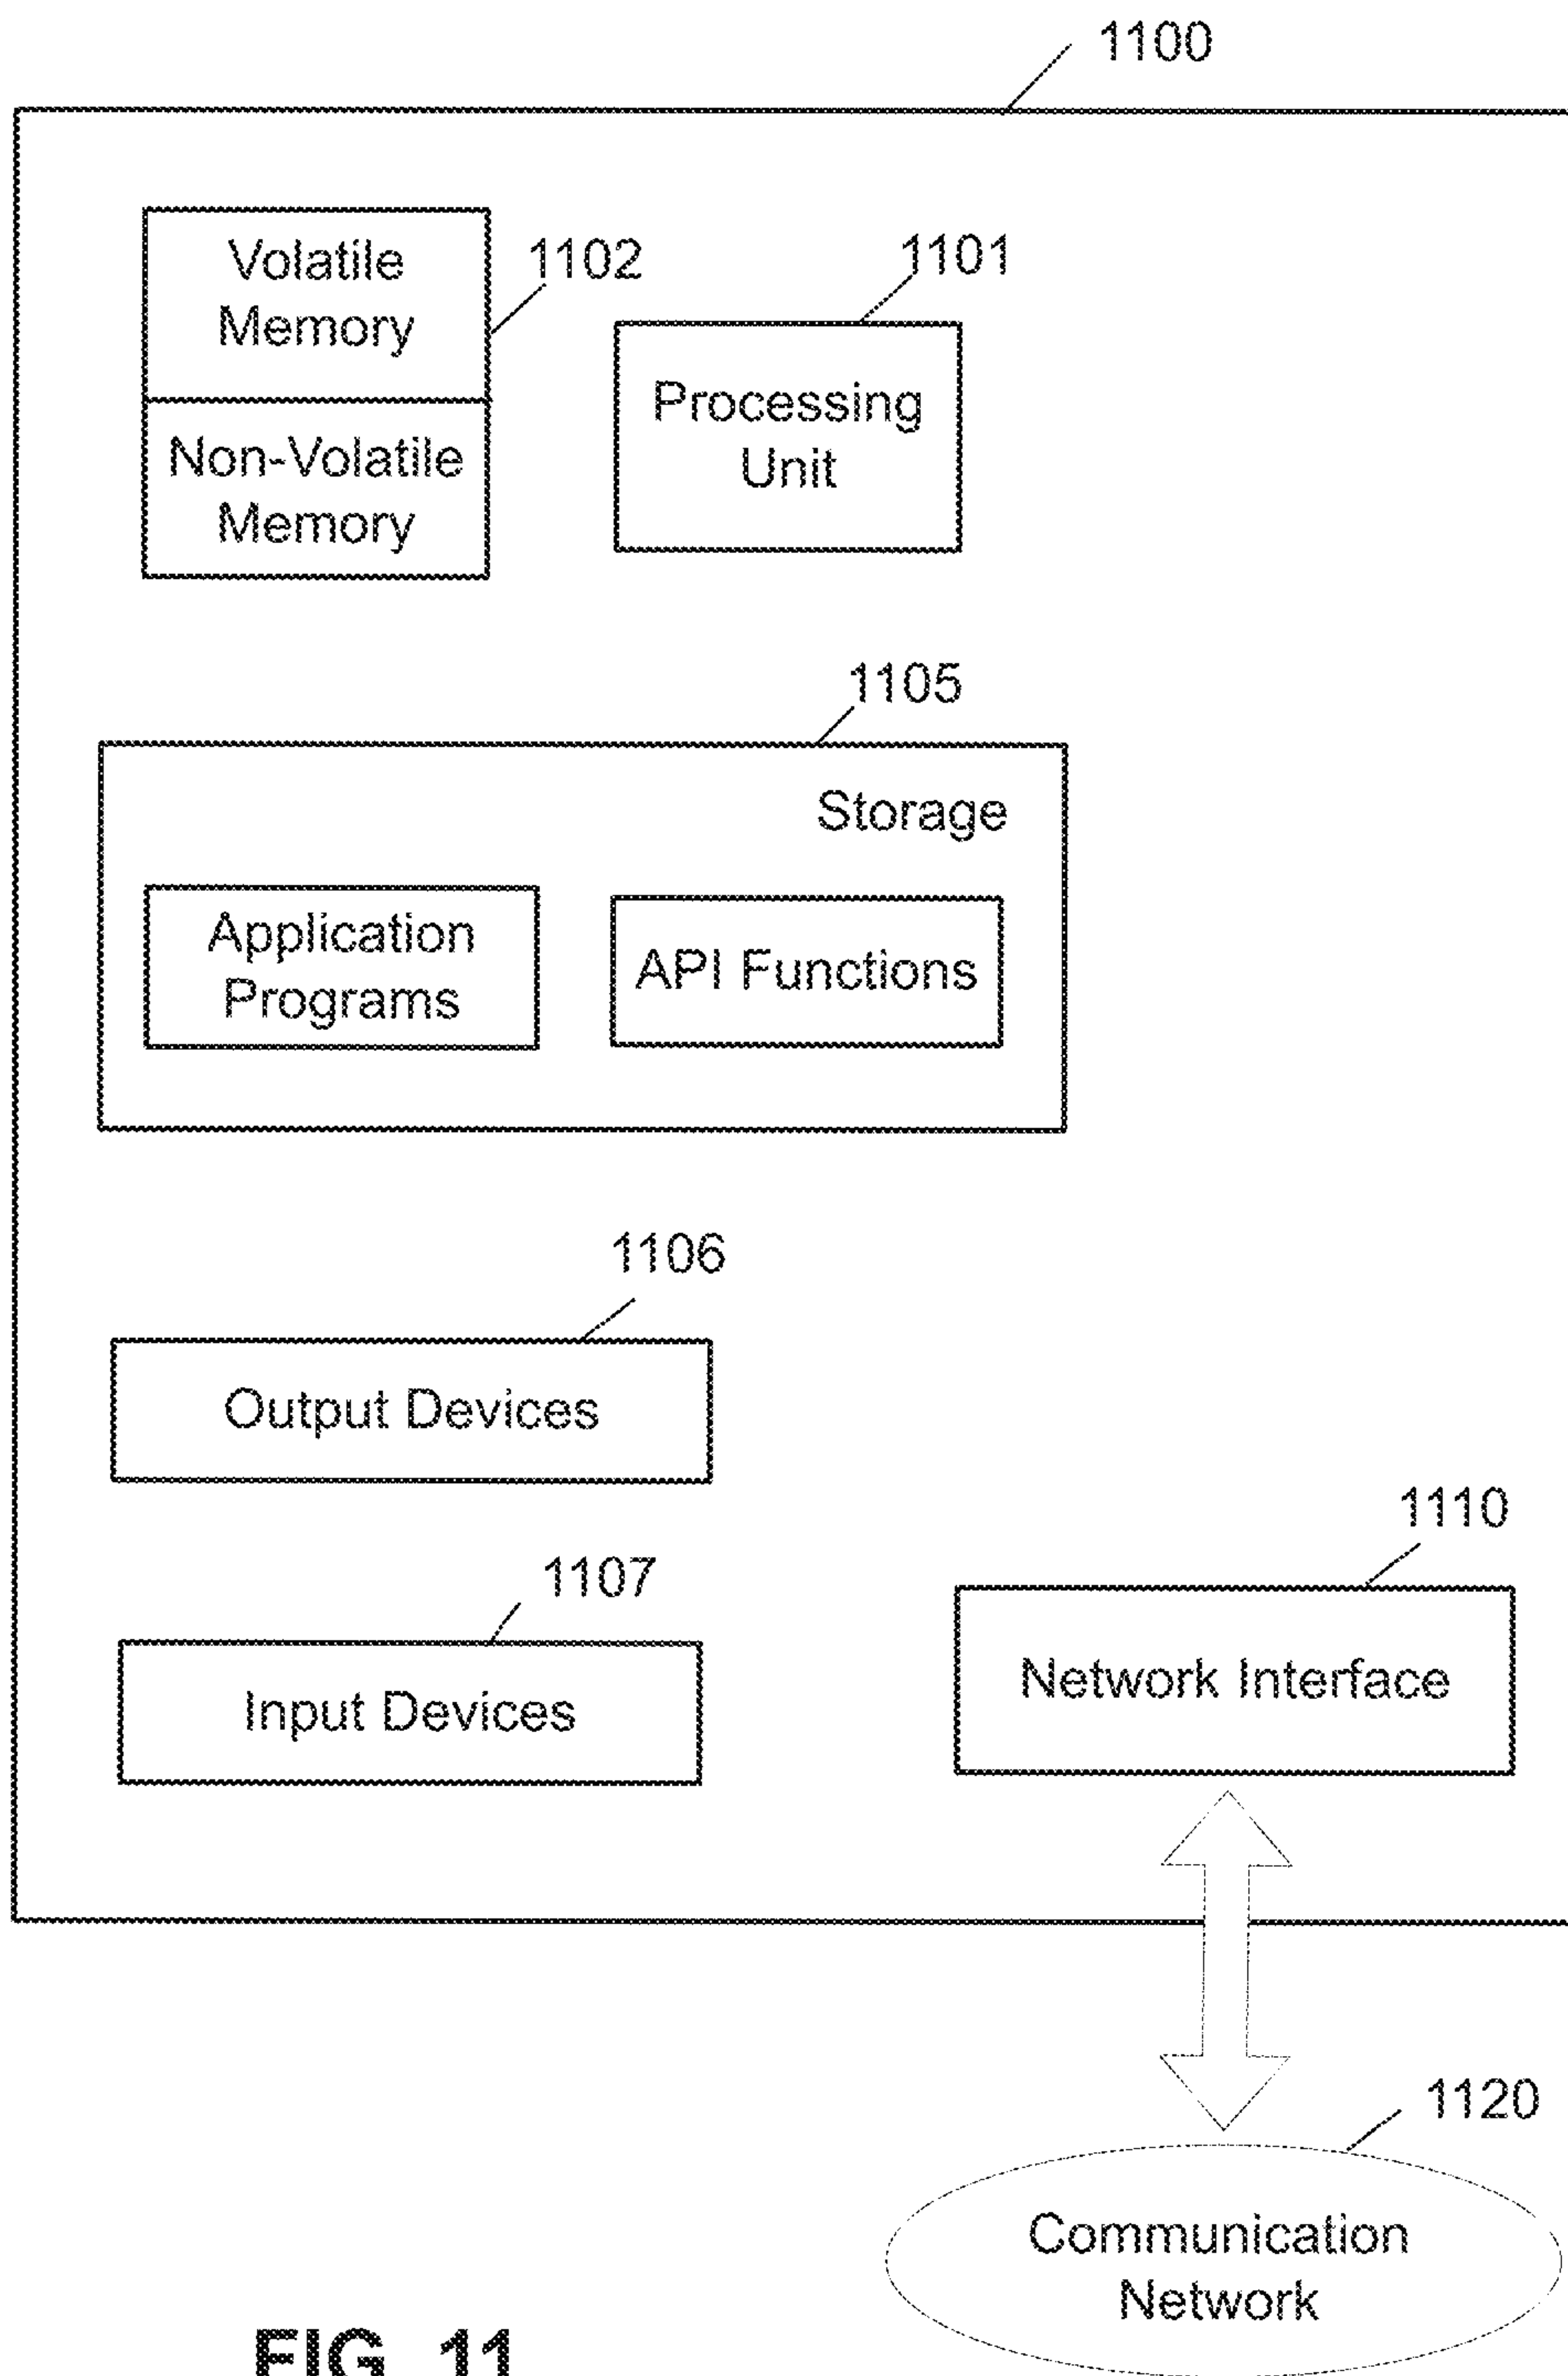 1100
Volatile
Memory
1102
1101
Non-Volatile
Memory
Processing
Unit
1105
Storage
Application
Programs
API Functions
1106
Output Devices
1110
1107
Input Devices
Network Interface
1120
Communication
Network
FIG. 11